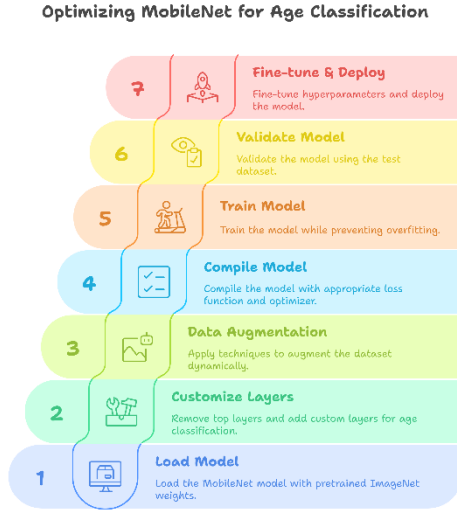 Optimizing MobileNet for Age Classification
7
Fine-tune & Deploy
Fine-tune hyperparameters and deploy
the model.
6
Validate Model
Validate the model using the test
dataset.
5
Train Model
Train the model while preventing overfitting.
4
Compile Model
Compile the model with appropriate loss
function and optimizer.
3
Data Augmentation
Apply techniques to augment the dataset
dynamically.
2
Customize Layers
Remove top layers and add custom layers for age
classification.
1
Load Model
Load the MobileNet model with pretrained ImageNet
weights.